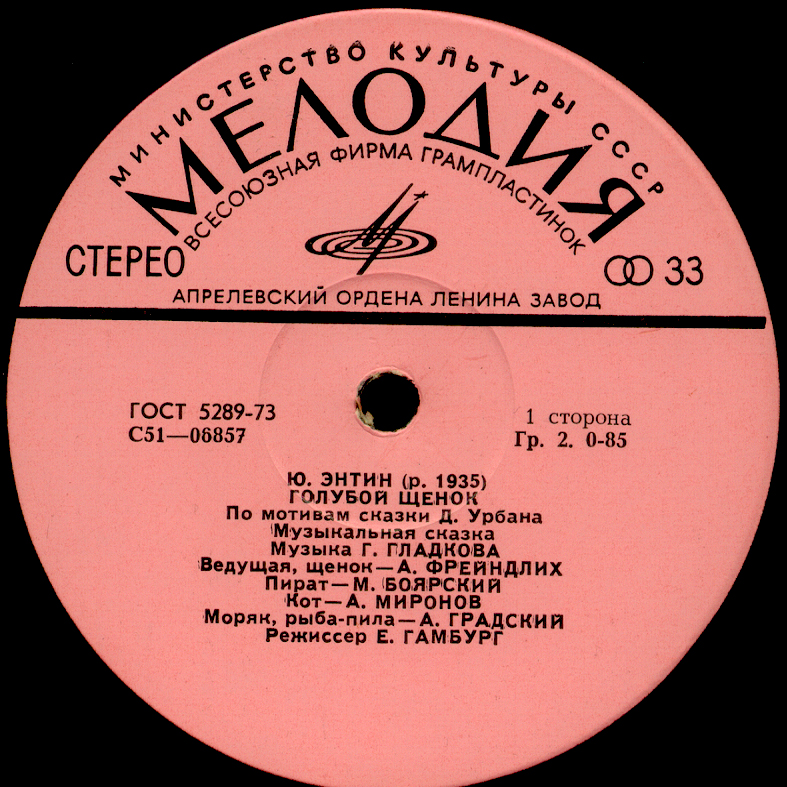 МИНИСТЕРСТВО КУЛЬТУРЫ СССР
МЕЛОДИЯ
ВСЕСОЮЗНАЯ ФИРМА ГРАМПЛАСТИНОК
СТЕРЕО
33
АПРЕЛЕВСКИЙ ОРДЕНА ЛЕНИНА ЗАВОД
ГОСТ 5289-73
С51—06857
1 сторона
Гр. 2. 0-85
Ю. ЭНТИН (р. 1935)
ГОЛУБОЙ ЩЕНОК
По мотивам сказки Д. Урбана
Музыкальная сказка
Музыка Г. ГЛАДКОВА
Ведущая, щенок—А. ФРЕЙНДЛИХ
Пират—М. БОЯРСКИЙ
Кот—А. МИРОНОВ
Моряк, рыба-пила—А. ГРАДСКИЙ
Режиссер Е. ГАМБУРГ